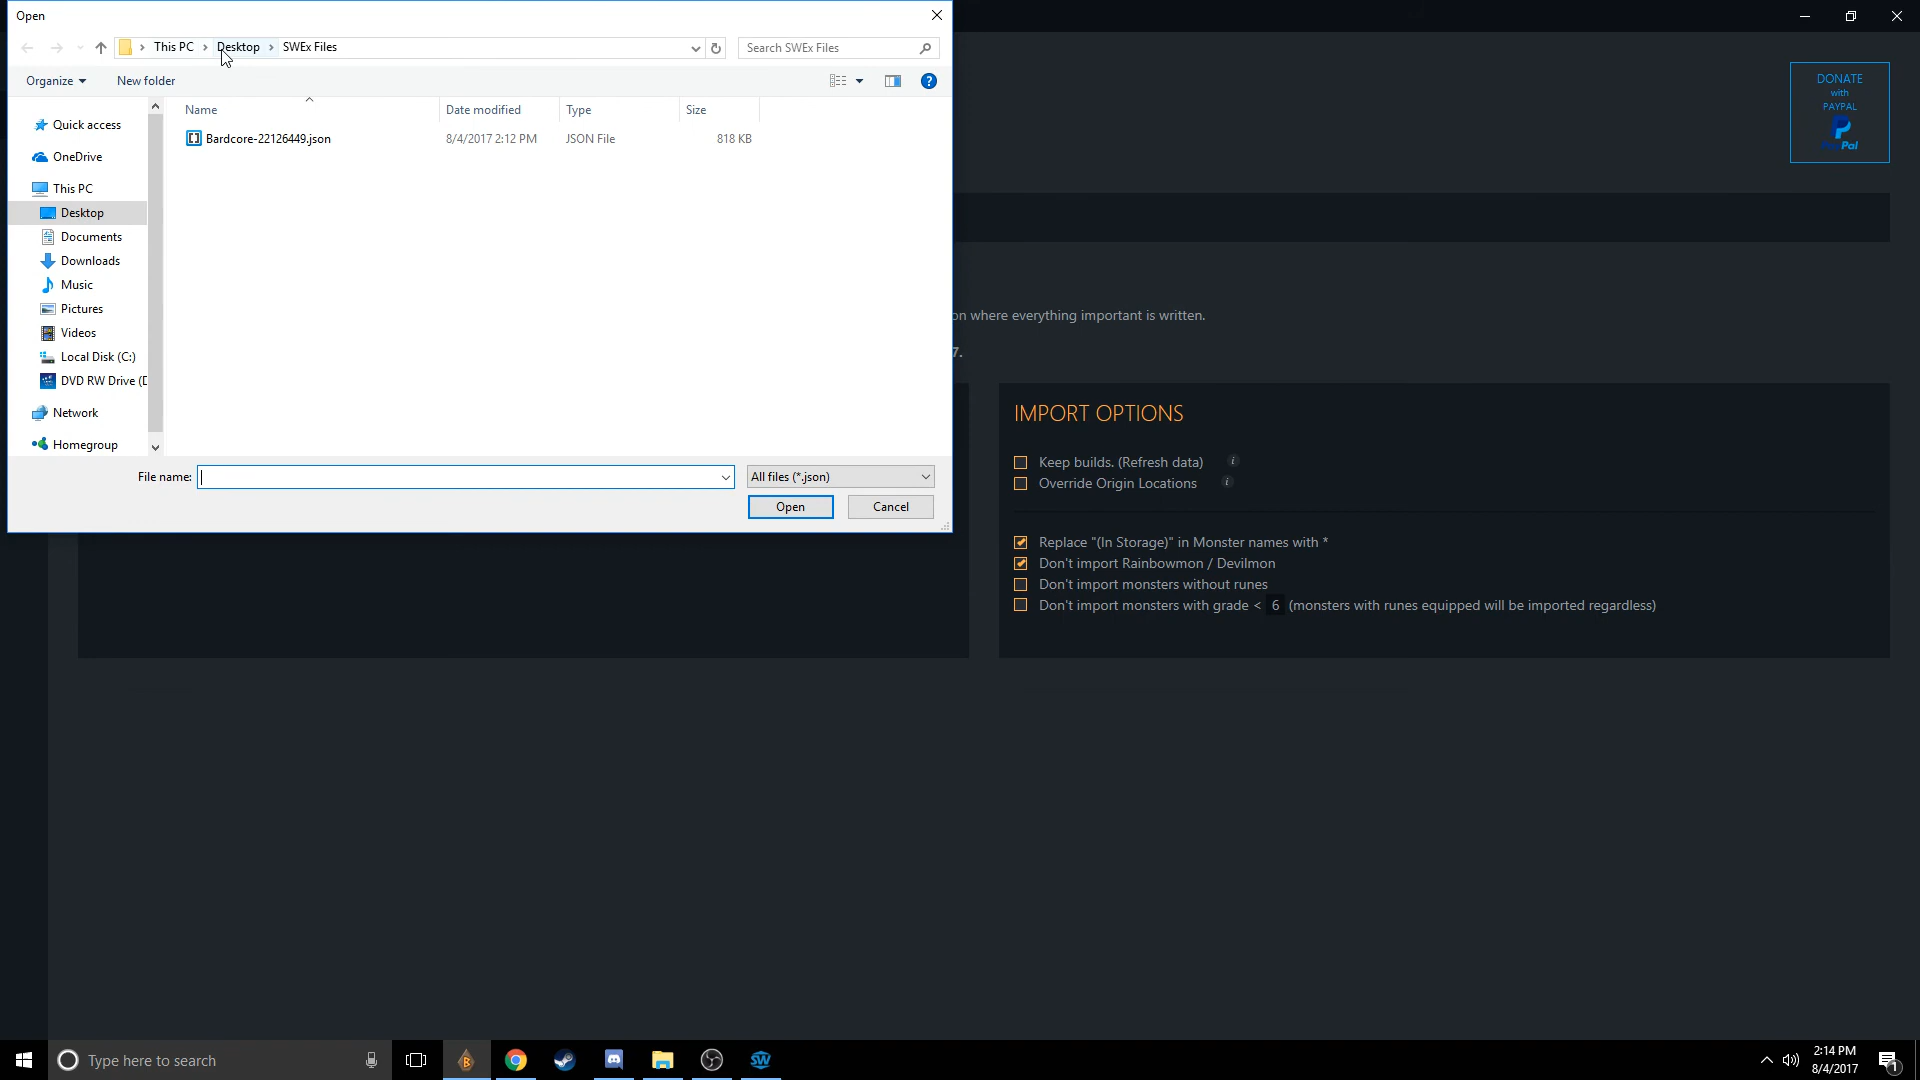 Open
This PC > Desktop > SWEx Files
Search SWEx Files
Organize
New folder
Name
Date modified
Type
Size
Bardcore-22126449.json
8/4/2017 2:12 PM
JSON File
818 KB
Quick access
OneDrive
This PC
Desktop
Documents
Downloads
Music
Pictures
Videos
Local Disk (C:)
DVD RW Drive (D
Network
Homegroup
File name:
All files (*.json)
Open
Cancel
DONATE
with
PAYPAL
PayPal
on where everything important is written.
7.
IMPORT OPTIONS
Keep builds. (Refresh data) i
Override Origin Locations i
Replace "(In Storage)" in Monster names with *
Don't import Rainbowmon / Devilmon
Don't import monsters without runes
Don't import monsters with grade < 6 (monsters with runes equipped will be imported regardless)
Type here to search
SW
2:14 PM
8/4/2017
1